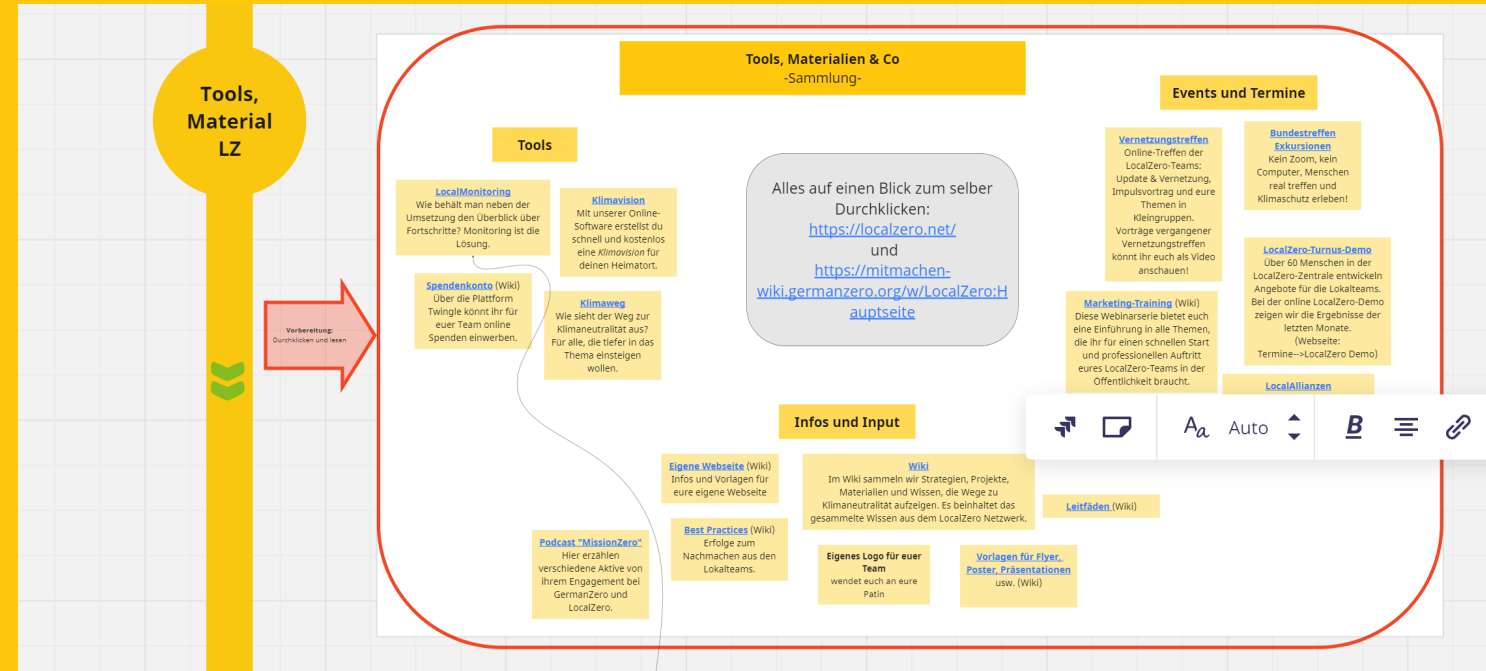 Tools,
Material
LZ
Vorbereitung:
Durchklicken und lesen
Tools, Materialien & Co
-Sammlung-
Tools
LocalMonitoring
Wie behält man neben der
Umsetzung den Überblick über
Fortschritte? Monitoring ist die
Lösung.
Klimavision
Mit unserer Online-
Software erstellst du
schnell und kostenlos
eine Klimavision für
deinen Heimatort.
Spendenkonto (Wiki)
Über die Plattform
Twingle könnt ihr für
euer Team online
Spenden einwerben.
Klimaweg
Wie sieht der Weg zur
Klimaneutralität aus?
Für alle, die tiefer in das
Thema einsteigen
wollen.
Alles auf einen Blick zum selber
Durchklicken:
https://localzero.net/
und
https://mitmachen-
wiki.germanzero.org/w/LocalZero:H
auptseite
Events und Termine
Vernetzungstreffen
Online-Treffen der
LocalZero-Teams:
Update & Vernetzung,
Impulsvortrag und eure
Themen in
Kleingruppen.
Vorträge vergangener
Vernetzungstreffen
könnt ihr euch als Video
anschauen!
Bundestreffen
Exkursionen
Kein Zoom, kein
Computer, Menschen
real treffen und
Klimaschutz erleben!
LocalZero-Turnus-Demo
Über 60 Menschen in der
LocalZero-Zentrale entwickeln
Angebote für die Lokalteams.
Bei der online LocalZero-Demo
zeigen wir die Ergebnisse der
letzten Monate.
(Webseite:
Termine-->LocalZero Demo)
Marketing-Training (Wiki)
Diese Webinarserie bietet euch
eine Einführung in alle Themen,
die ihr für einen schnellen Start
und professionellen Auftritt
eures LocalZero-Teams in der
Öffentlichkeit braucht.
LocalAllianzen
Aa Auto B
Infos und Input
Eigene Webseite (Wiki)
Infos und Vorlagen für
eure eigene Webseite
Wiki
Im Wiki sammeln wir Strategien, Projekte,
Materialien und Wissen, die Wege zu
Klimaneutralität aufzeigen. Es beinhaltet das
gesammelte Wissen aus dem LocalZero Netzwerk.
Leitfäden (Wiki)
Podcast "MissionZero"
Hier erzählen
verschiedene Aktive von
ihrem Engagement bei
GermanZero und
LocalZero.
Best Practices (Wiki)
Erfolge zum
Nachmachen aus den
Lokalteams.
Eigenes Logo für euer
Team
wendet euch an eure
Patin
Vorlagen für Flyer,
Poster, Präsentationen
usw. (Wiki)